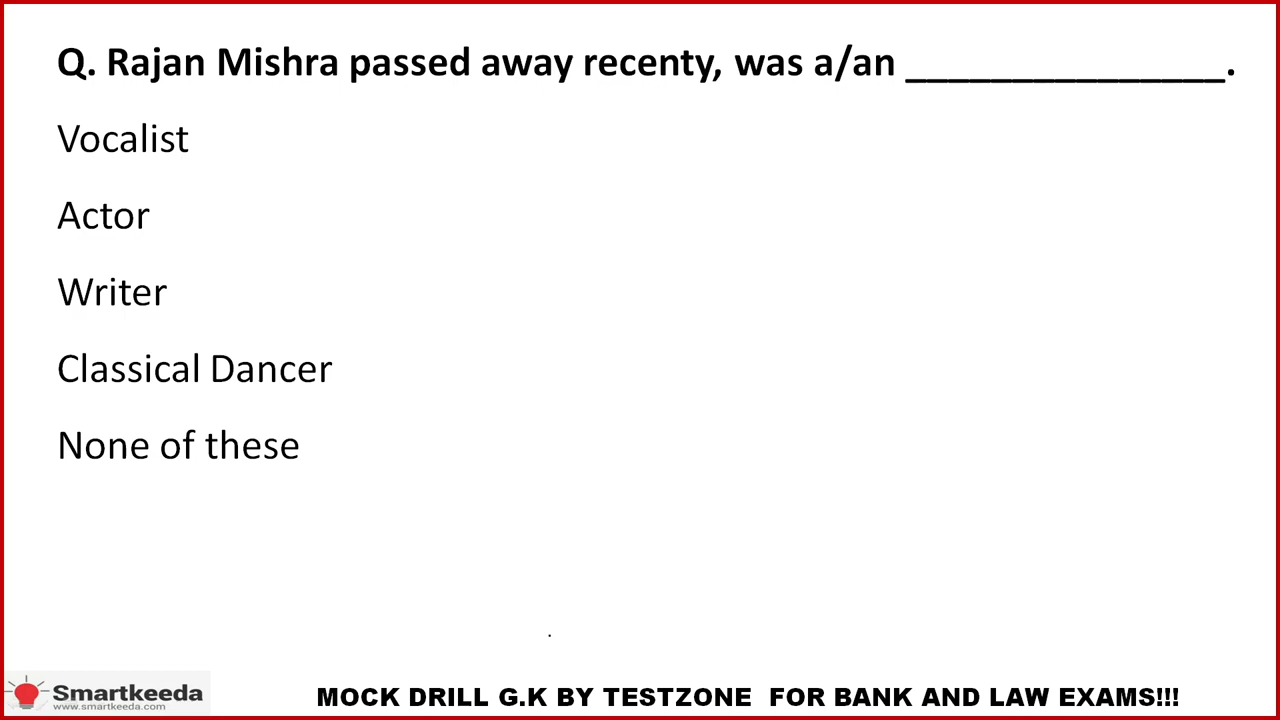 Q. Rajan Mishra passed away recenty, was a/an _______________.
Vocalist
Actor
Writer
Classical Dancer
None of these
Smartkeeda
www.smartkeeda.com
MOCK DRILL G.K BY TESTZONE FOR BANK AND LAW EXAMS!!!